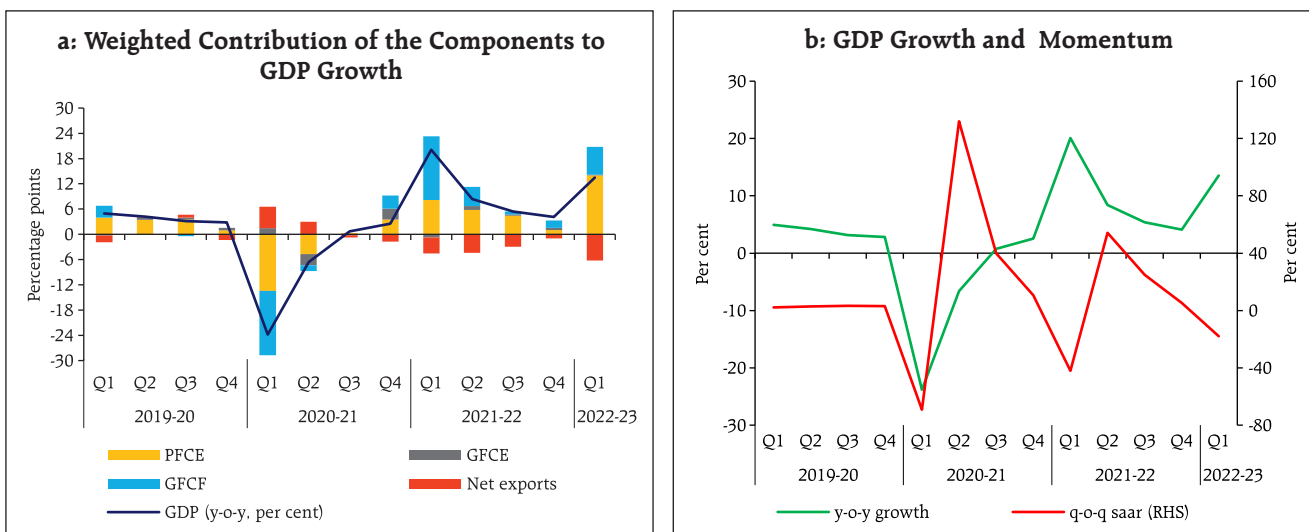 a: Weighted Contribution of the Components to
GDP Growth
Percentage points
30
24
18
12
6
0
-6
-12
-18
-24
-30
Q1 Q2 Q3 Q4 Q1 Q2 Q3 Q4 Q1 Q2 Q3 Q4 Q1
2019-20 2020-21 2021-22 2022-23
PFCE GFCE
GFCF Net exports
GDP (y-o-y, per cent)
b: GDP Growth and Momentum
Per cent
30
20
10
0
-10
-20
-30
160
120
80
40
0
-40
-80
Per cent
Q1 Q2 Q3 Q4 Q1 Q2 Q3 Q4 Q1 Q2 Q3 Q4 Q1
2019-20 2020-21 2021-22 2022-23
y-o-y growth q-o-q saar (RHS)